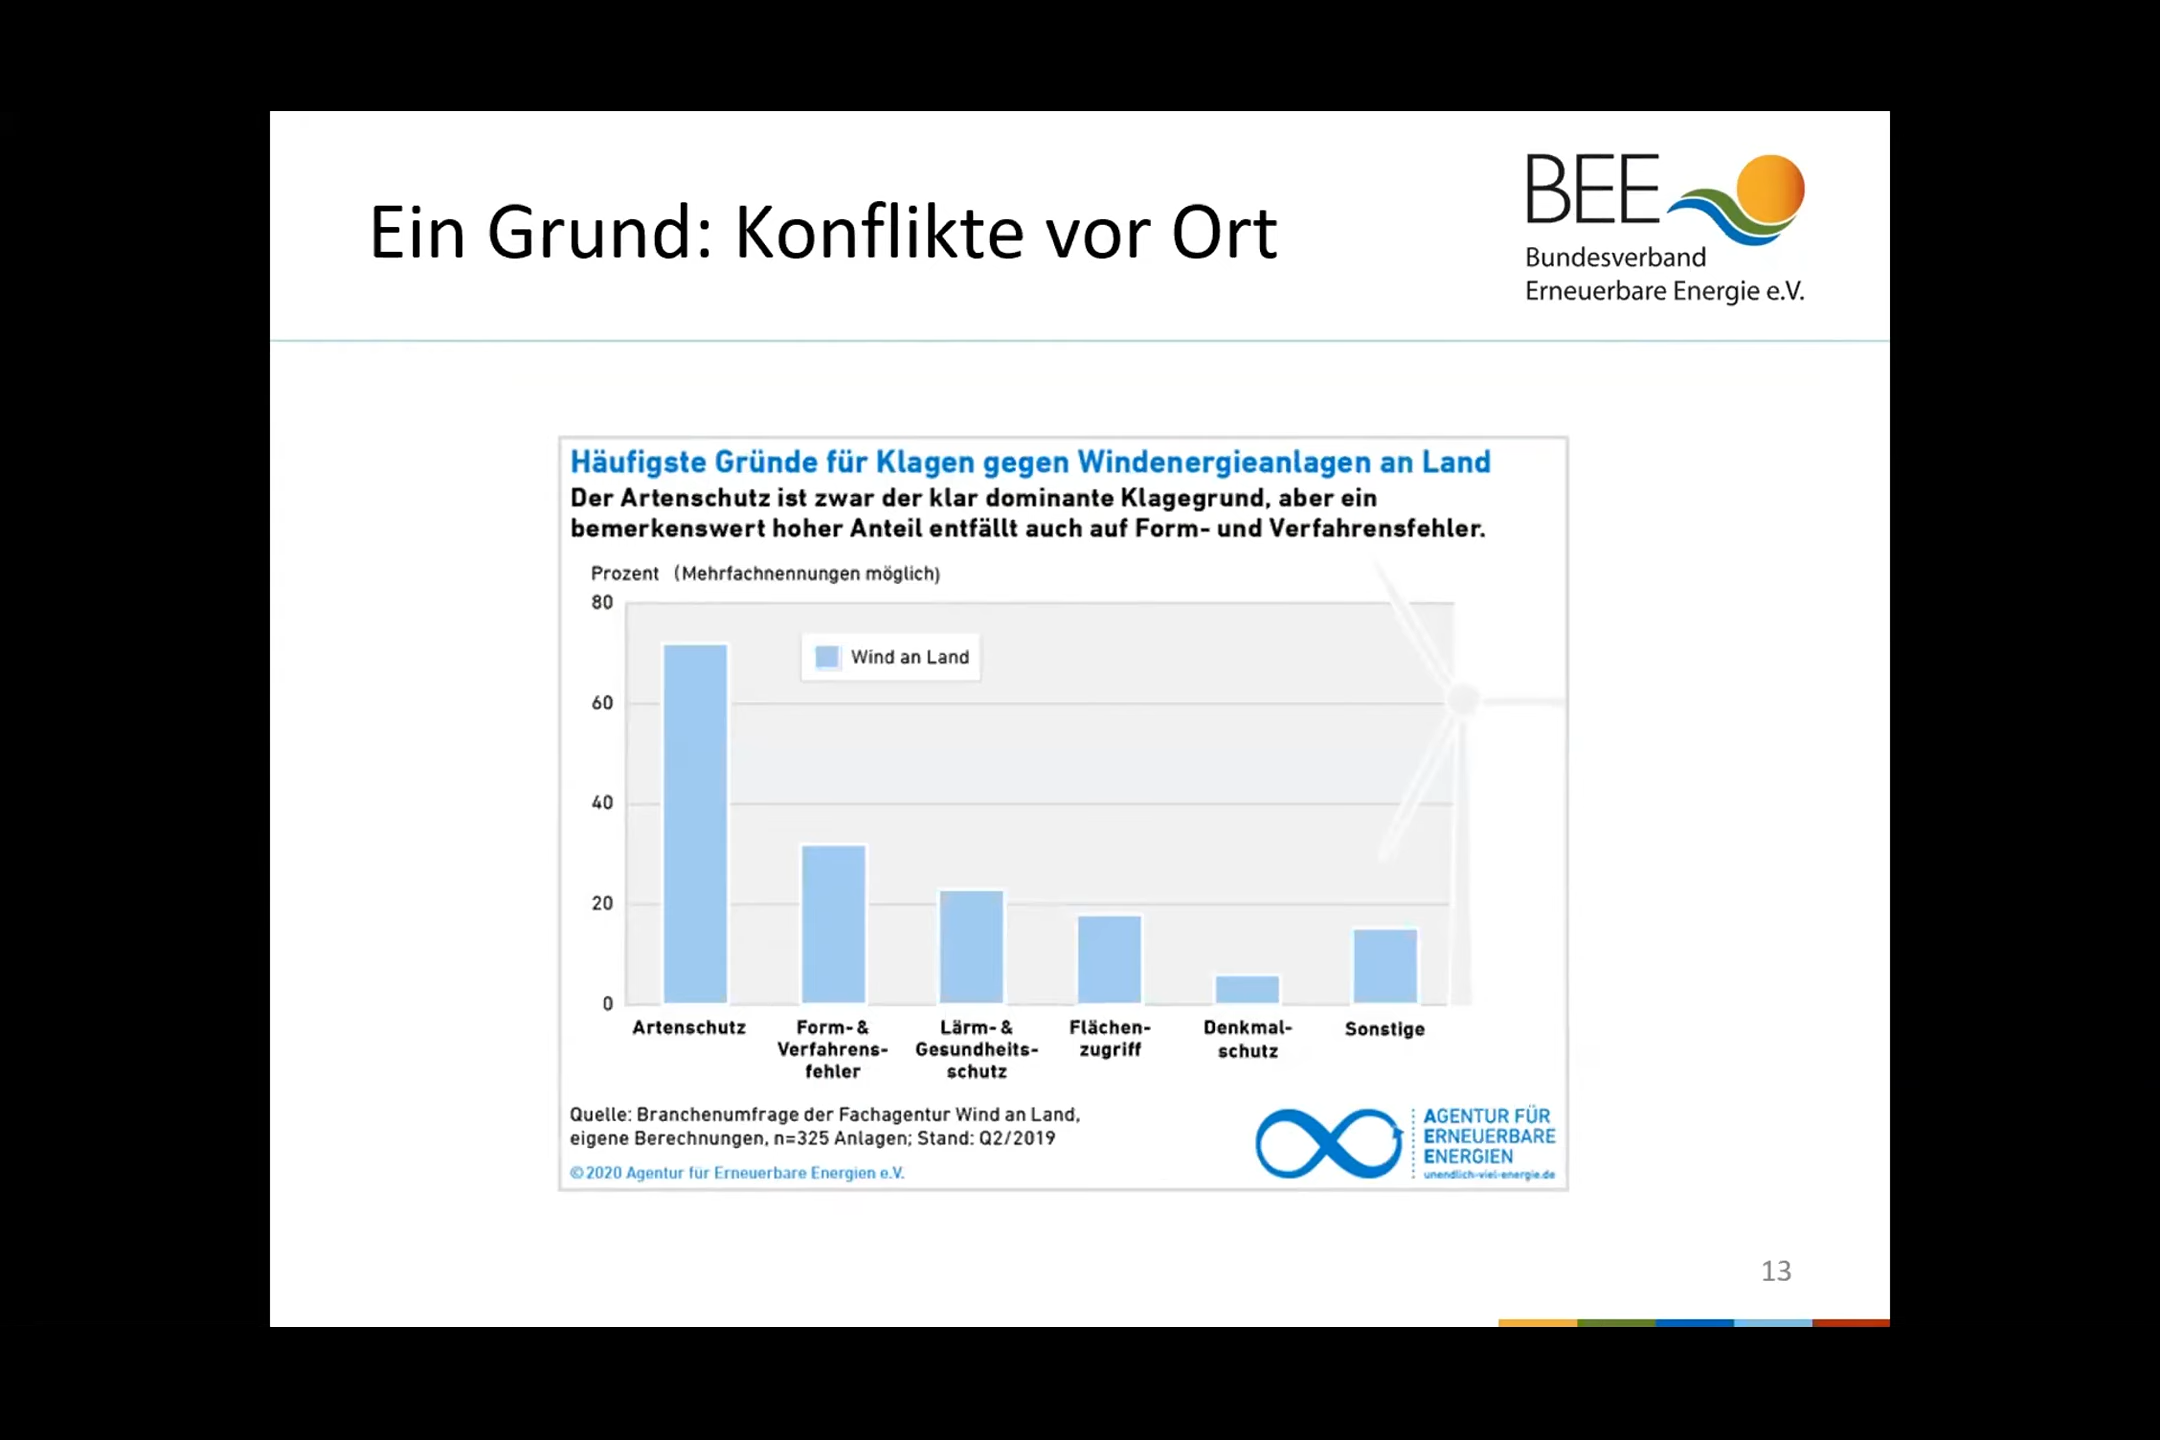 Ein Grund: Konflikte vor Ort
BEE
Bundesverband
Erneuerbare Energie e.V.
Häufigste Gründe für Klagen gegen Windenergieanlagen an Land
Der Artenschutz ist zwar der klar dominante Klagegrund, aber ein
bemerkenswert hoher Anteil entfällt auch auf Form- und Verfahrensfehler.
Prozent (Mehrfachnennungen möglich)
80
60
40
20
0
Wind an Land
Artenschutz
Form- &
Verfahrens-
fehler
Lärm- &
Gesundheits-
schutz
Flächen-
zugriff
Denkmal-
schutz
Sonstige
Quelle: Branchenumfrage der Fachagentur Wind an Land,
eigene Berechnungen, n=325 Anlagen; Stand: Q2/2019
© 2020 Agentur für Erneuerbare Energien e.V.
AGENTUR FÜR
ERNEUERBARE
ENERGIEN
unendlich-viel-energie.de
13